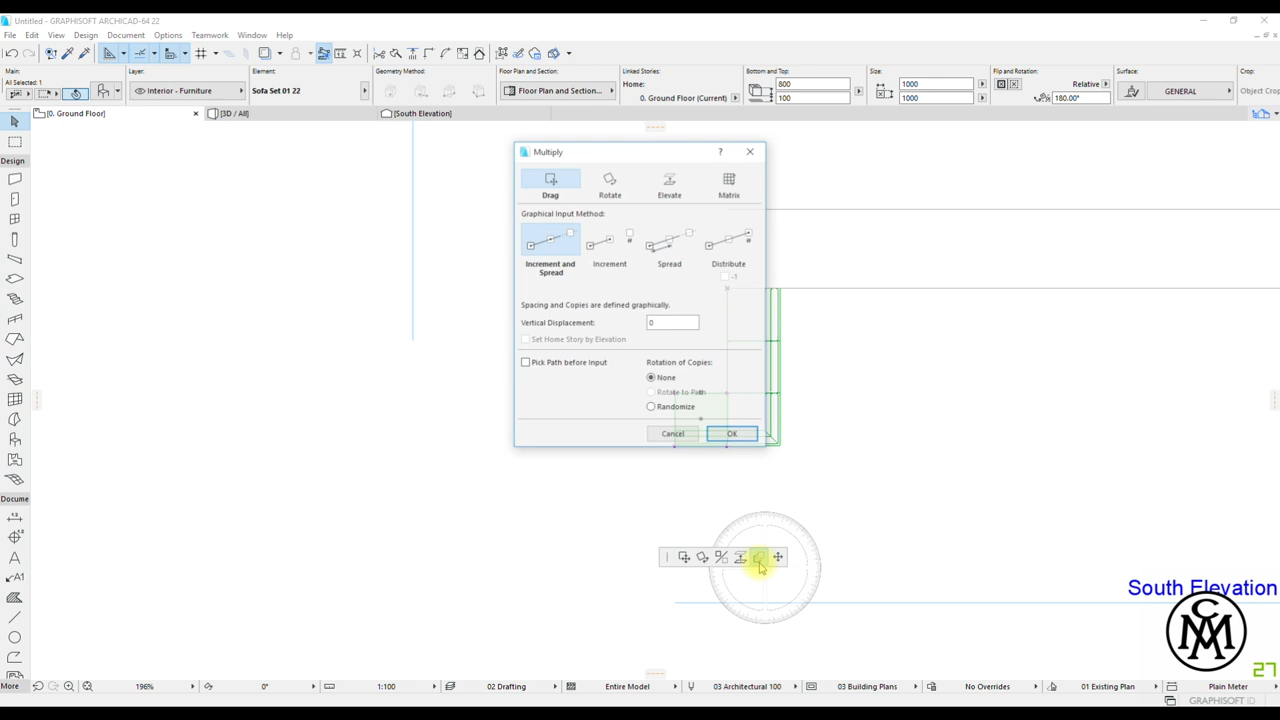 Untitled - GRAPHISOFT ARCHICAD-64 22
File Edit View Design Document Options Teamwork Window Help
Main: Layer: Element: Geometry Method: Floor Plan and Section: Linked Stories: Bottom and Top: Size: Flip and Rotation: Surface: Crop:
All Selected: 1
Interior - Furniture
Sofa Set 01 22
Floor Plan and Section...
Home:
0. Ground Floor (Current)
800
100
1000
1000
Relative
180.00°
GENERAL
Object Crop
[0. Ground Floor]
[3D / All]
[South Elevation]
Design
Multiply
Drag Rotate Elevate Matrix
Graphical Input Method:
Increment and Spread
Increment
Spread
Distribute
-1
Spacing and Copies are defined graphically.
Vertical Displacement: 0
Set Home Story by Elevation
Pick Path before Input
Rotation of Copies:
None
Rotate to Path
Randomize
Cancel OK
Docume
A1
South Elevation
CM
27
More 196% 0° 1:100 02 Drafting Entire Model 03 Architectural 100 03 Building Plans No Overrides 01 Existing Plan Plain Meter
GRAPHISOFT ID